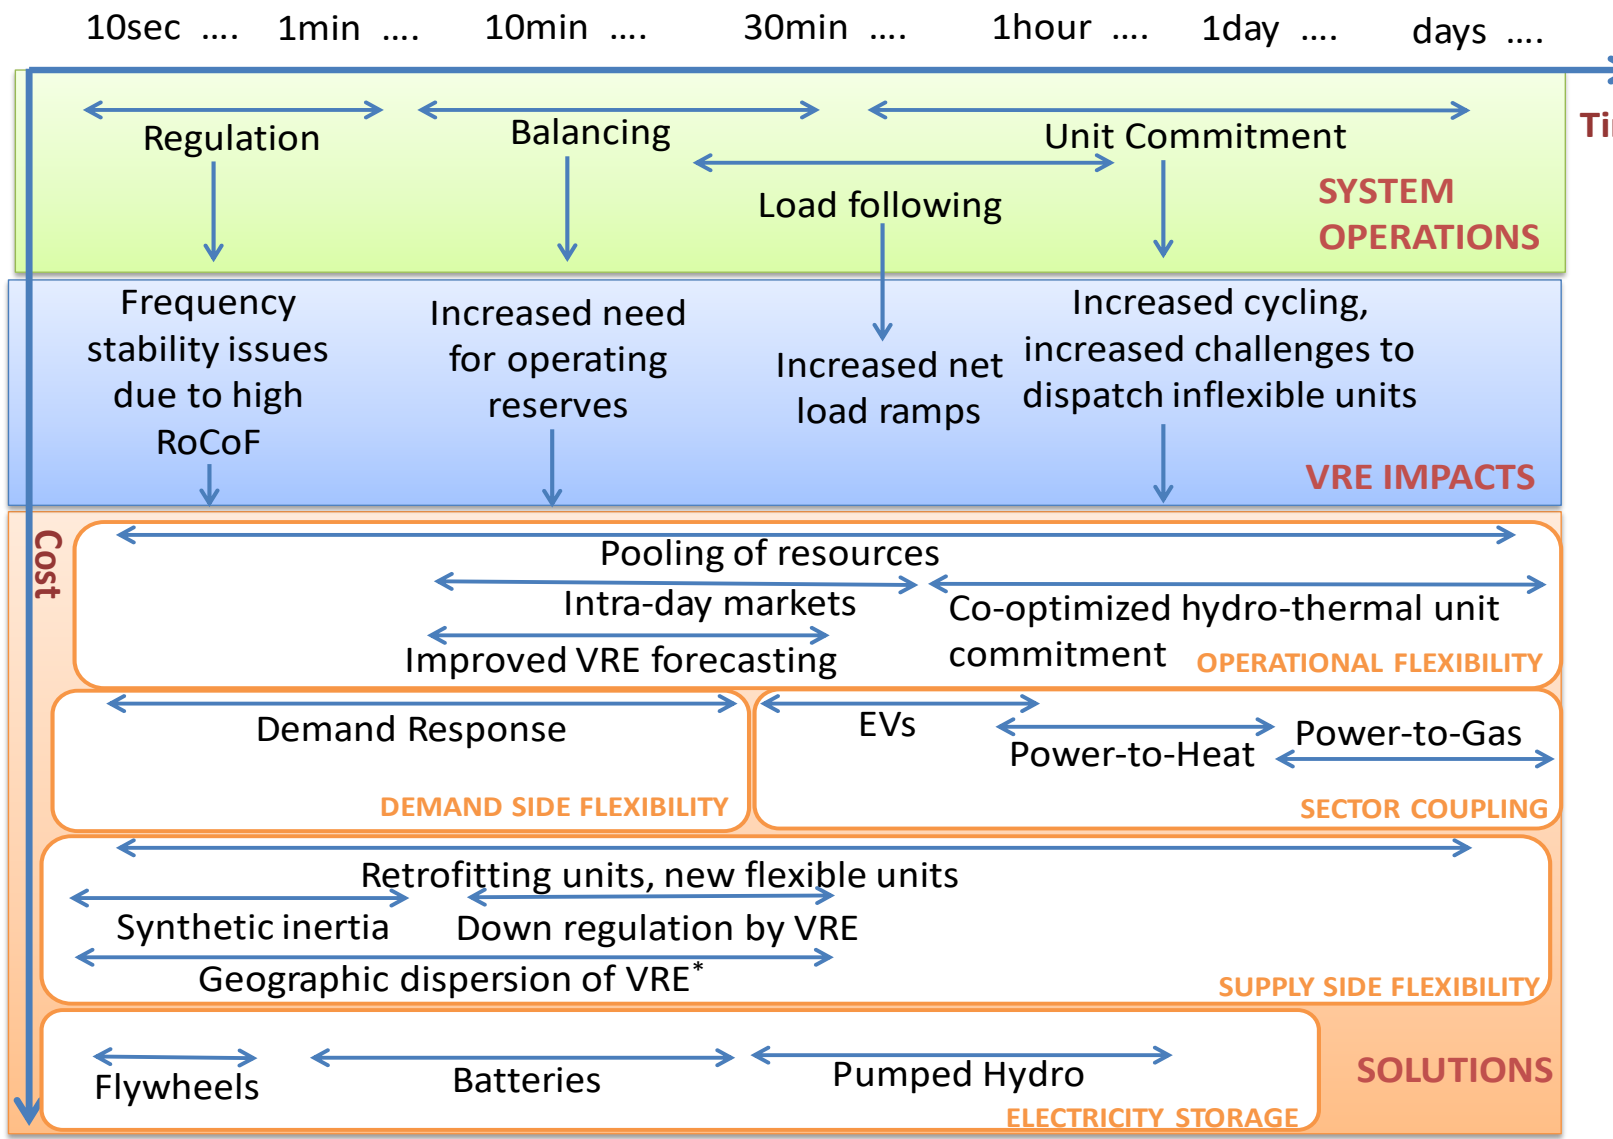 10sec .... 1min .... 10min .... 30min .... 1hour .... 1day .... days ....
Regulation
Balancing
Unit Commitment
Load following
SYSTEM
OPERATIONS
Frequency
stability issues
due to high
RoCoF
Increased need
for operating
reserves
Increased net
load ramps
Increased cycling,
increased challenges to
dispatch inflexible units
VRE IMPACTS
Cost
Pooling of resources
Intra-day markets
Improved VRE forecasting
Co-optimized hydro-thermal unit
commitment
OPERATIONAL FLEXIBILITY
Demand Response
DEMAND SIDE FLEXIBILITY
EVs
Power-to-Heat
Power-to-Gas
SECTOR COUPLING
Retrofitting units, new flexible units
Synthetic inertia
Down regulation by VRE
Geographic dispersion of VRE*
SUPPLY SIDE FLEXIBILITY
Flywheels
Batteries
Pumped Hydro
ELECTRICITY STORAGE
SOLUTIONS